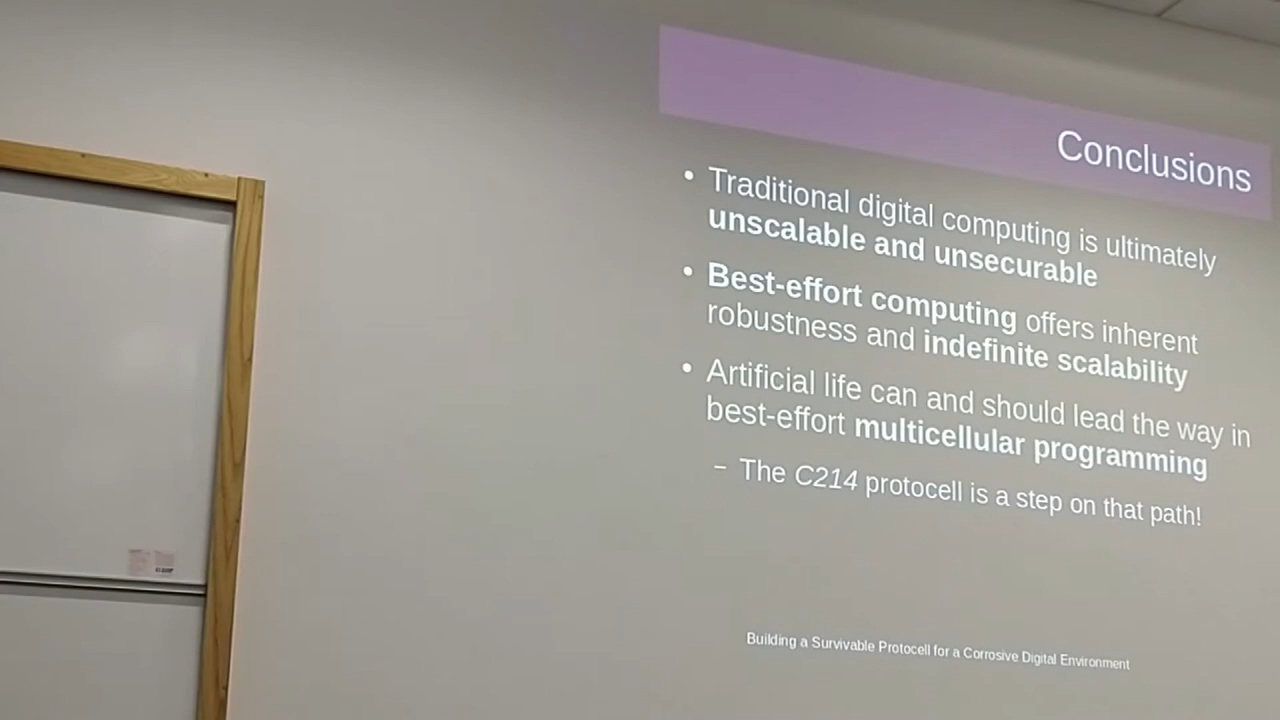 Conclusions
• Traditional digital computing is ultimately
unscalable and unsecurable
• Best-effort computing offers inherent
robustness and indefinite scalability
• Artificial life can and should lead the way in
best-effort multicellular programming
– The C214 protocell is a step on that path!
Building a Survivable Protocell for a Corrosive Digital Environment